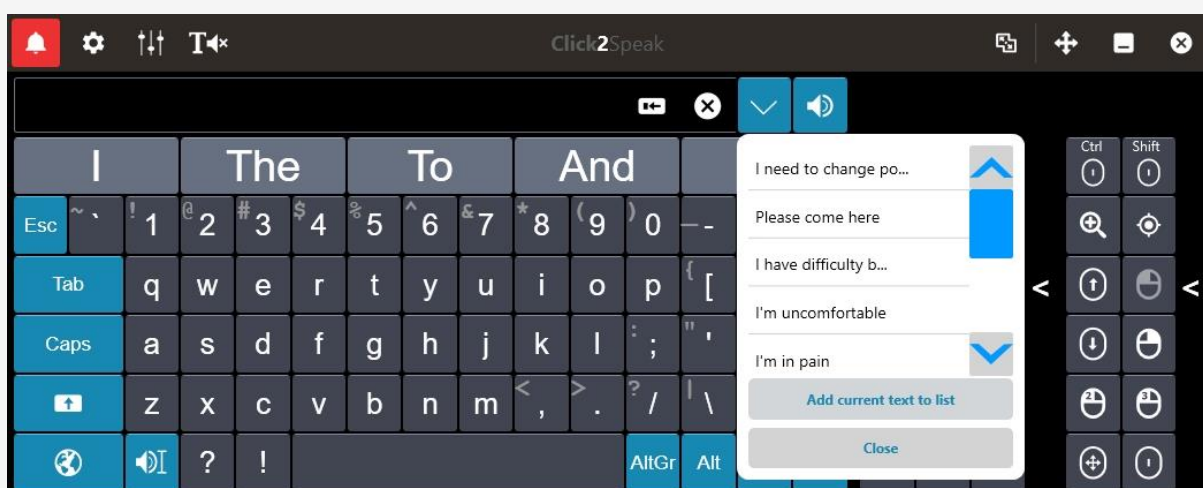 T
Click2Speak
I The To And
I need to change po...
Please come here
I have difficulty b...
I'm uncomfortable
I'm in pain
Add current text to list
Close
Ctrl Shift
Esc ~ ` ! 1 @ 2 # 3 $ 4 % 5 ^ 6 & 7 * 8 ( 9 ) 0 _ -
Tab q w e r t y u i o p { [
< <
Caps a s d f g h j k l : ; " '
z x c v b n m < , > . ? / | \
2 3
? ! AltGr Alt